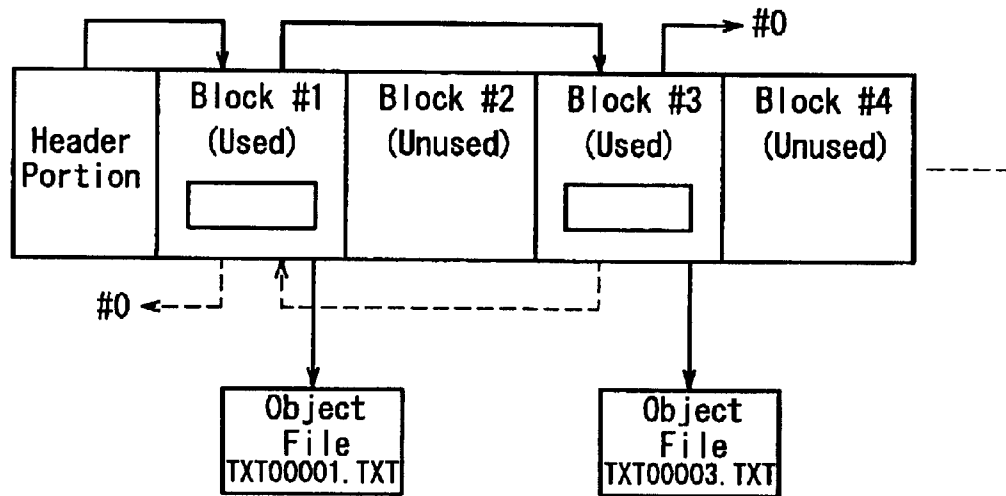 #0
Header
Portion
Block #1
(Used)
Block #2
(Unused)
Block #3
(Used)
Block #4
(Unused)
#0
Object
File
TXT00001.TXT
Object
File
TXT00003.TXT